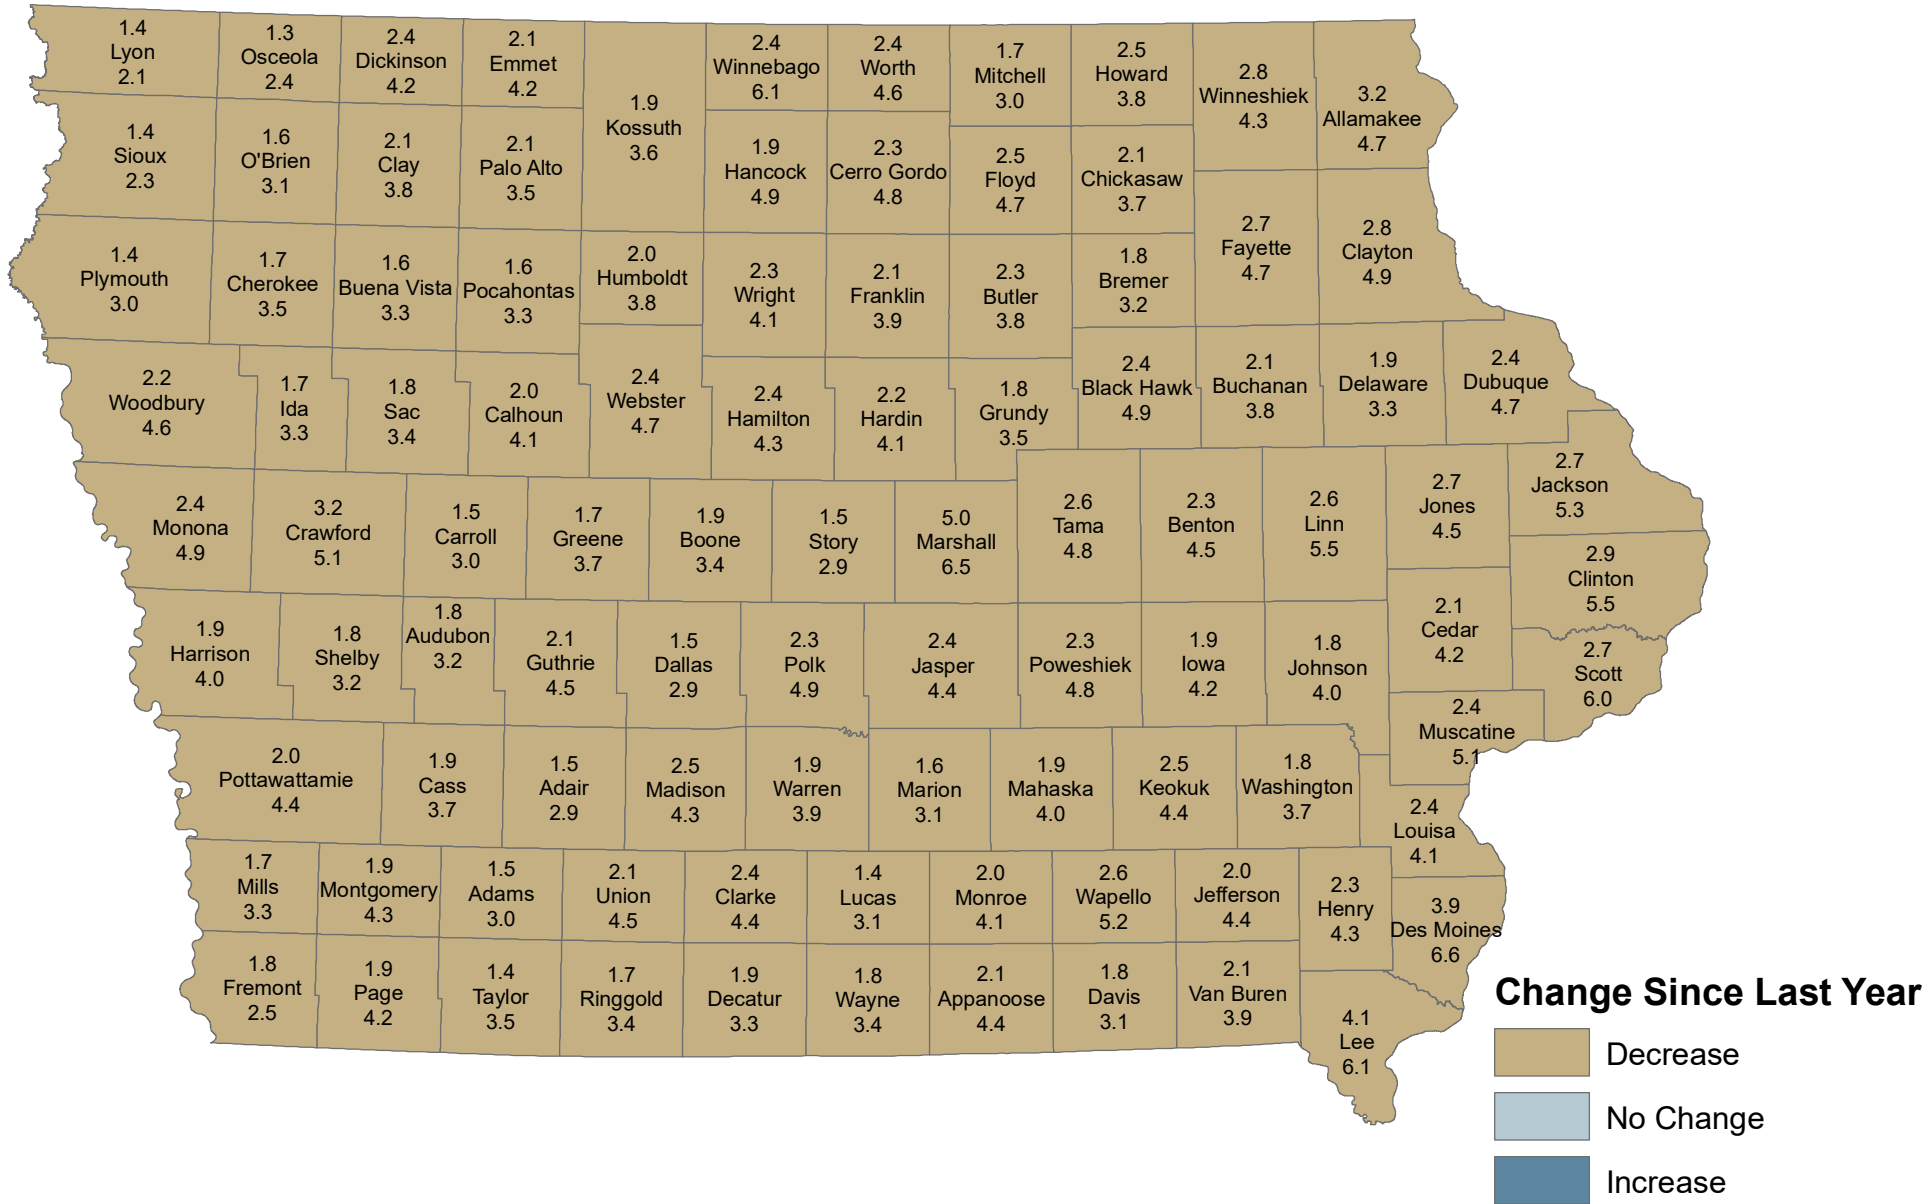 1.4
Lyon
2.1
1.3
Osceola
2.4
2.4
Dickinson
4.2
2.1
Emmet
4.2
1.9
Kossuth
3.6
2.4
Winnebago
6.1
2.4
Worth
4.6
1.7
Mitchell
3.0
2.5
Howard
3.8
2.8
Winneshiek
4.3
3.2
Allamakee
4.7
1.4
Sioux
2.3
1.6
O'Brien
3.1
2.1
Clay
3.8
2.1
Palo Alto
3.5
1.9
Hancock
4.9
2.3
Cerro Gordo
4.8
2.5
Floyd
4.7
2.1
Chickasaw
3.7
1.4
Plymouth
3.0
1.7
Cherokee
3.5
1.6
Buena Vista
3.3
1.6
Pocahontas
3.3
2.0
Humboldt
3.8
2.3
Wright
4.1
2.1
Franklin
3.9
2.3
Butler
3.8
1.8
Bremer
3.2
2.7
Fayette
4.7
2.8
Clayton
4.9
2.2
Woodbury
4.6
1.7
Ida
3.3
1.8
Sac
3.4
2.0
Calhoun
4.1
2.4
Webster
4.7
2.4
Hamilton
4.3
2.2
Hardin
4.1
1.8
Grundy
3.5
2.4
Black Hawk
4.9
2.1
Buchanan
3.8
1.9
Delaware
3.3
2.4
Dubuque
4.7
2.4
Monona
4.9
3.2
Crawford
5.1
1.5
Carroll
3.0
1.7
Greene
3.7
1.9
Boone
3.4
1.5
Story
2.9
5.0
Marshall
6.5
2.6
Tama
4.8
2.3
Benton
4.5
2.6
Linn
5.5
2.7
Jones
4.5
2.7
Jackson
5.3
2.9
Clinton
5.5
1.9
Harrison
4.0
1.8
Shelby
3.2
1.8
Audubon
3.2
2.1
Guthrie
4.5
1.5
Dallas
2.9
2.3
Polk
4.9
2.4
Jasper
4.4
2.3
Poweshiek
4.8
1.9
Iowa
4.2
1.8
Johnson
4.0
2.1
Cedar
4.2
2.7
Scott
6.0
2.4
Muscatine
5.1
2.0
Pottawattamie
4.4
1.9
Cass
3.7
1.5
Adair
2.9
2.5
Madison
4.3
1.9
Warren
3.9
1.6
Marion
3.1
1.9
Mahaska
4.0
2.5
Keokuk
4.4
1.8
Washington
3.7
2.4
Louisa
4.1
1.7
Mills
3.3
1.9
Montgomery
4.3
1.5
Adams
3.0
2.1
Union
4.5
2.4
Clarke
4.4
1.4
Lucas
3.1
2.0
Monroe
4.1
2.6
Wapello
5.2
2.0
Jefferson
4.4
2.3
Henry
4.3
3.9
Des Moines
6.6
1.8
Fremont
2.5
1.9
Page
4.2
1.4
Taylor
3.5
1.7
Ringgold
3.4
1.9
Decatur
3.3
1.8
Wayne
3.4
2.1
Appanoose
4.4
1.8
Davis
3.1
2.1
Van Buren
3.9
4.1
Lee
6.1
Change Since Last Year
Decrease
No Change
Increase